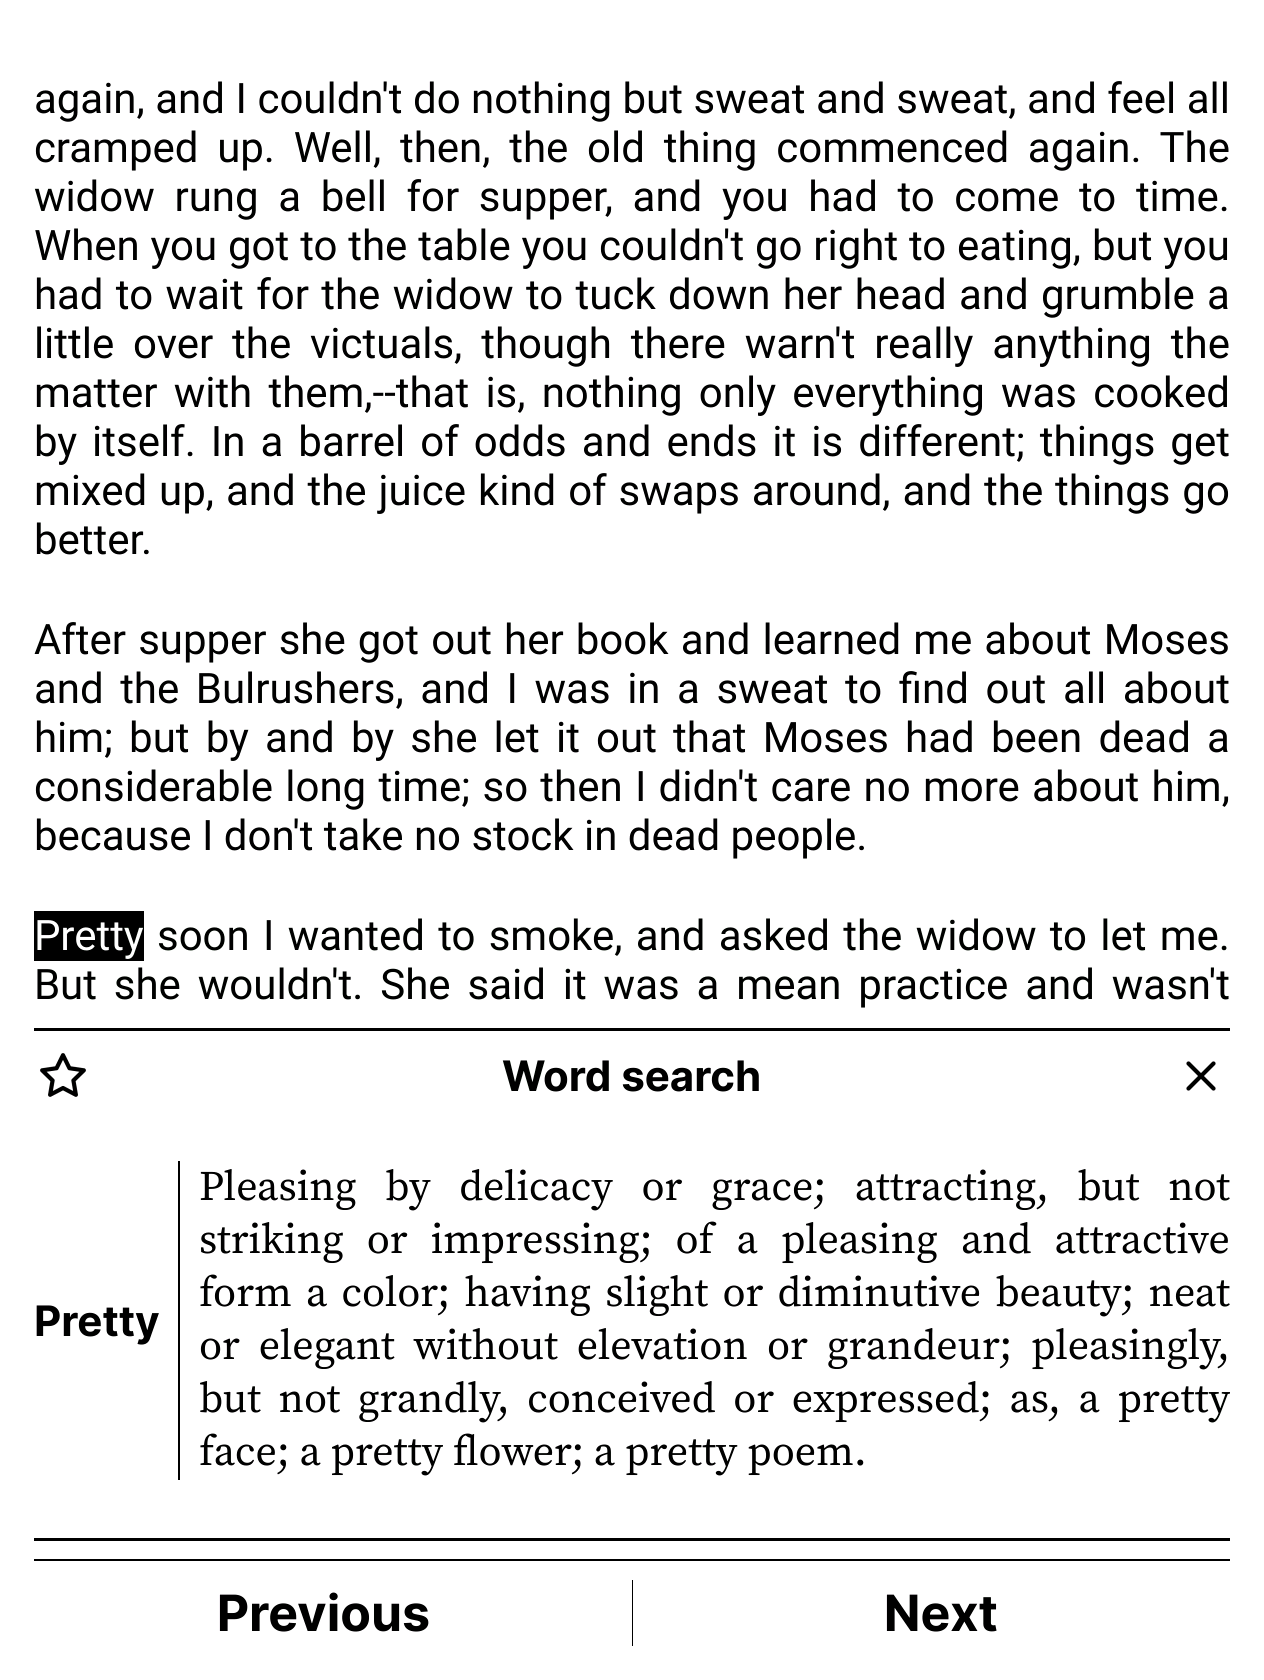 again, and I couldn't do nothing but sweat and sweat, and feel all
cramped up. Well, then, the old thing commenced again. The
widow rung a bell for supper, and you had to come to time.
When you got to the table you couldn't go right to eating, but you
had to wait for the widow to tuck down her head and grumble a
little over the victuals, though there warn't really anything the
matter with them,--that is, nothing only everything was cooked
by itself. In a barrel of odds and ends it is different; things get
mixed up, and the juice kind of swaps around, and the things go
better.
After supper she got out her book and learned me about Moses
and the Bulrushers, and I was in a sweat to find out all about
him; but by and by she let it out that Moses had been dead a
considerable long time; so then I didn't care no more about him,
because I don't take no stock in dead people.
Pretty soon I wanted to smoke, and asked the widow to let me.
But she wouldn't. She said it was a mean practice and wasn't
Word search
Pretty
Pleasing by delicacy or grace; attracting, but not
striking or impressing; of a pleasing and attractive
form a color; having slight or diminutive beauty; neat
or elegant without elevation or grandeur; pleasingly,
but not grandly, conceived or expressed; as, a pretty
face; a pretty flower; a pretty poem.
Previous
Next